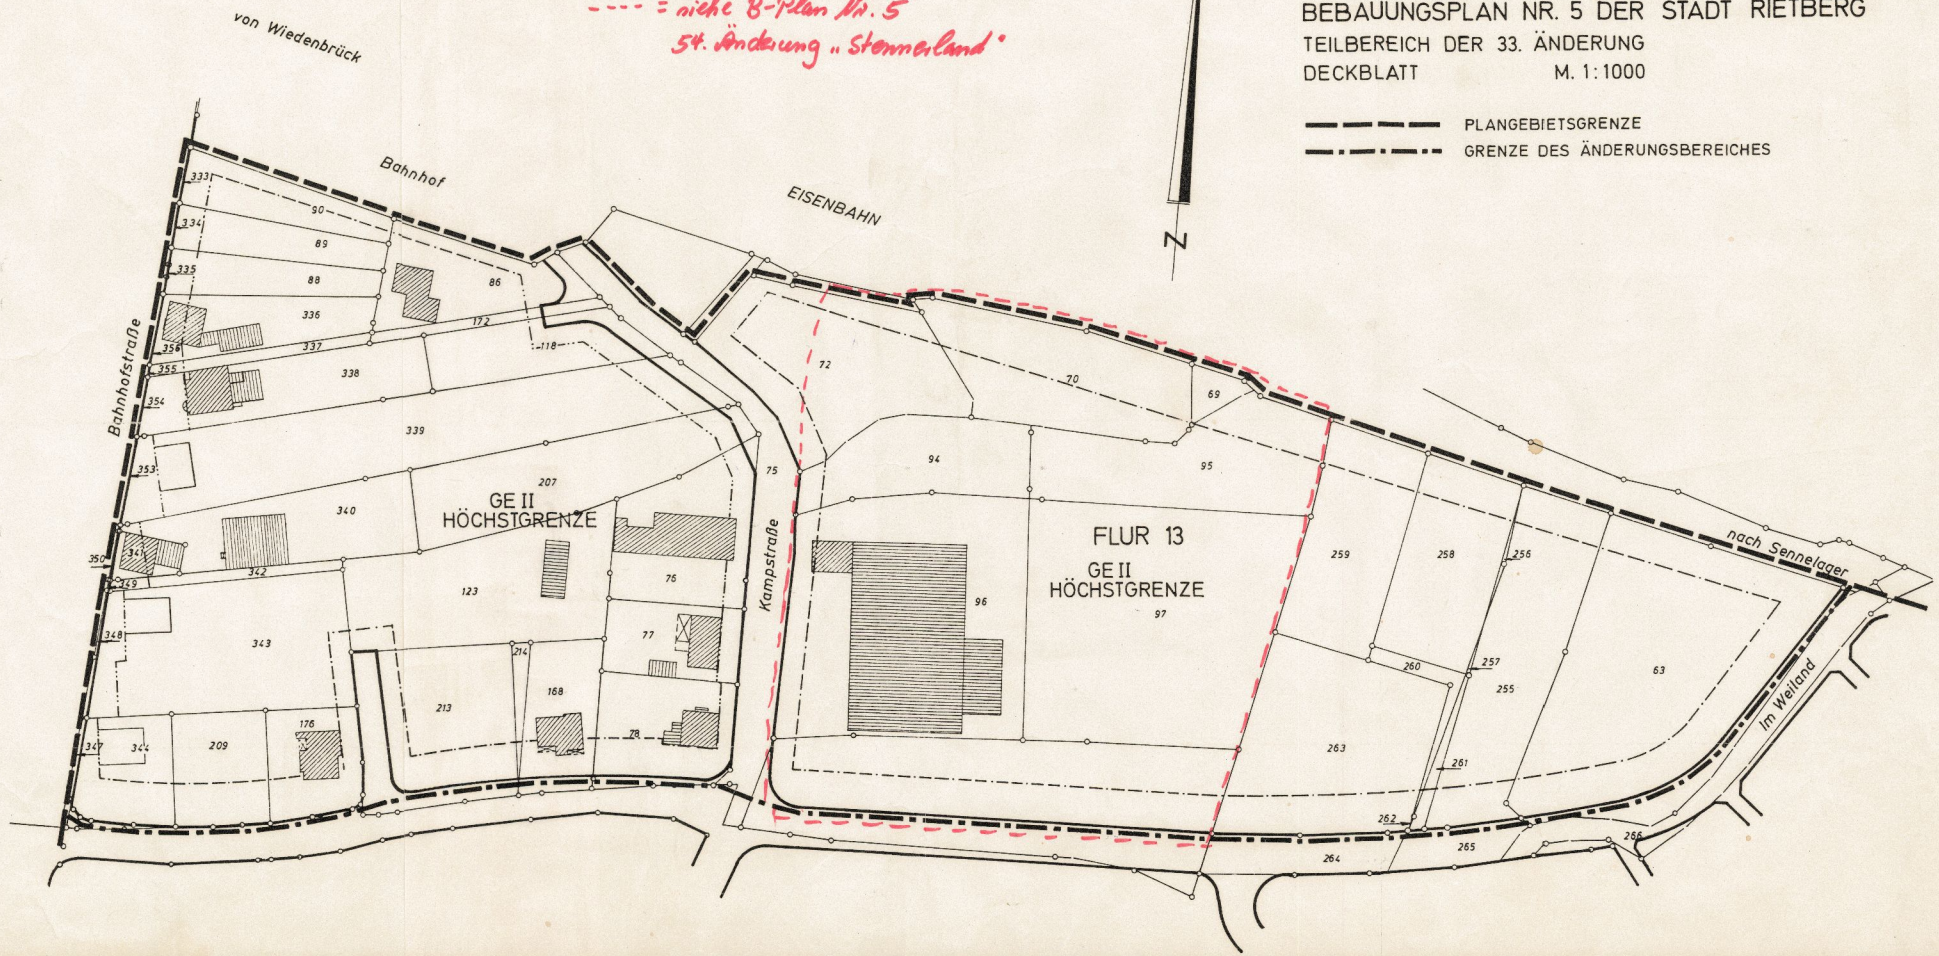 von Wiedenbrück
---- = siehe B-Plan Nr. 5
54. Änderung „Stennerland"
BEBAUUNGSPLAN NR. 5 DER STADT RIETBERG
TEILBEREICH DER 33. ÄNDERUNG
DECKBLATT M. 1:1000
PLANGEBIETSGRENZE
GRENZE DES ÄNDERUNGSBEREICHES
Bahnhof
EISENBAHN
N
333
90
334
89
335
88
86
336
172
356
337
118
355
338
72
70
69
354
Bahnhofstraße
339
353
75
94
95
207
340
GE II
HÖCHSTGRENZE
FLUR 13
GE II
HÖCHSTGRENZE
nach Sennelager
341
350
342
349
123
76
Kampstraße
96
97
259
258
256
348
343
77
214
168
213
260
257
255
63
Im Weiland
347
344
209
176
78
263
261
262
264
265
266